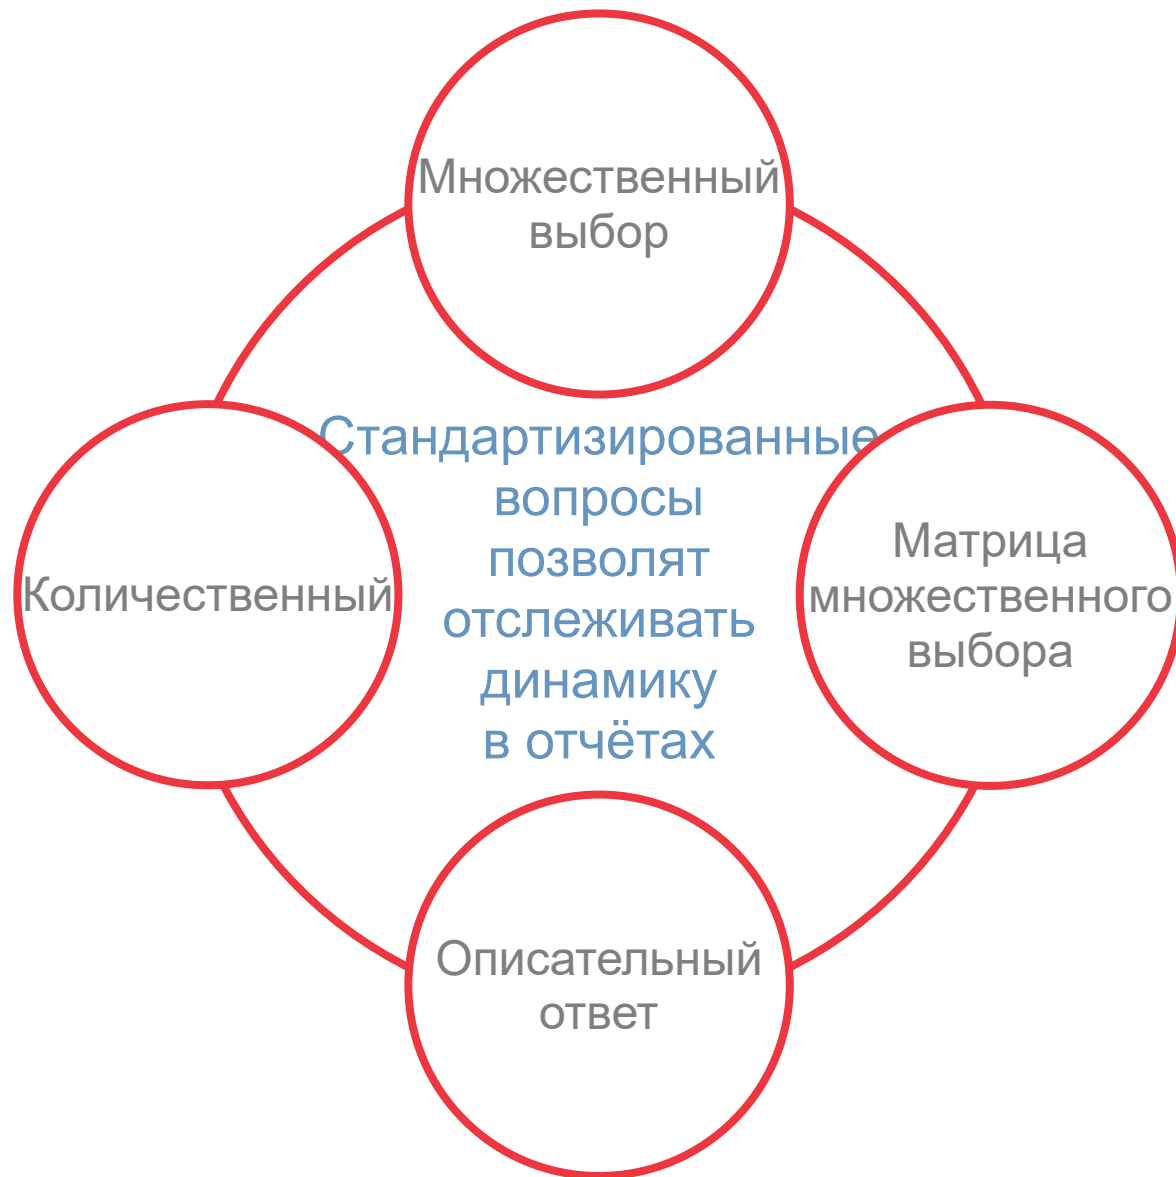 Множественный
выбор
Стандартизированные
вопросы
позволят
отслеживать
динамику
в отчётах
Количественный
Матрица
множественного
выбора
Описательный
ответ